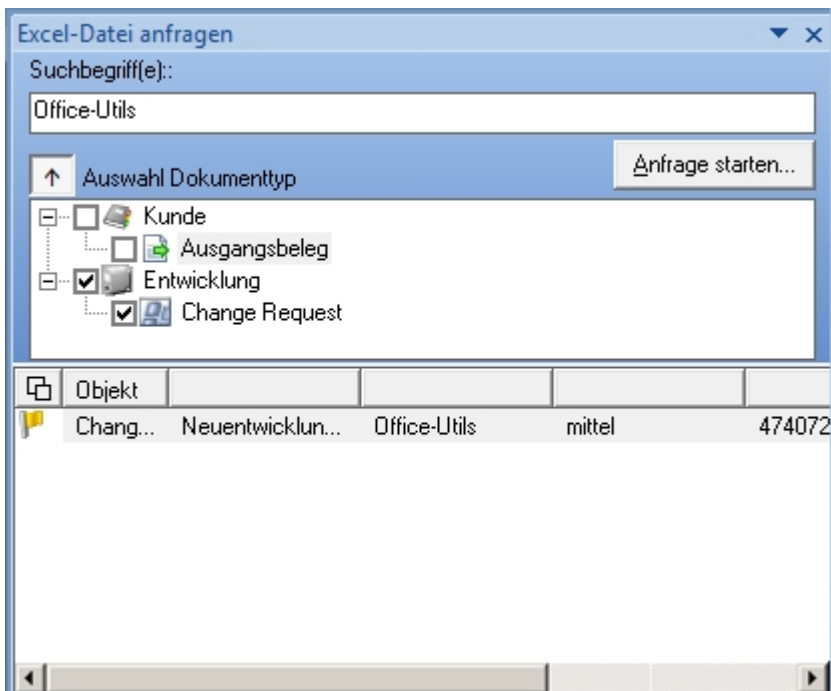 Excel-Datei anfragen
Suchbegriff(e)::
Office-Utils
Anfrage starten...
Auswahl Dokumenttyp
Kunde
Ausgangsbeleg
Entwicklung
Change Request
Objekt
Chang... Neuentwicklun... Office-Utils mittel 474072